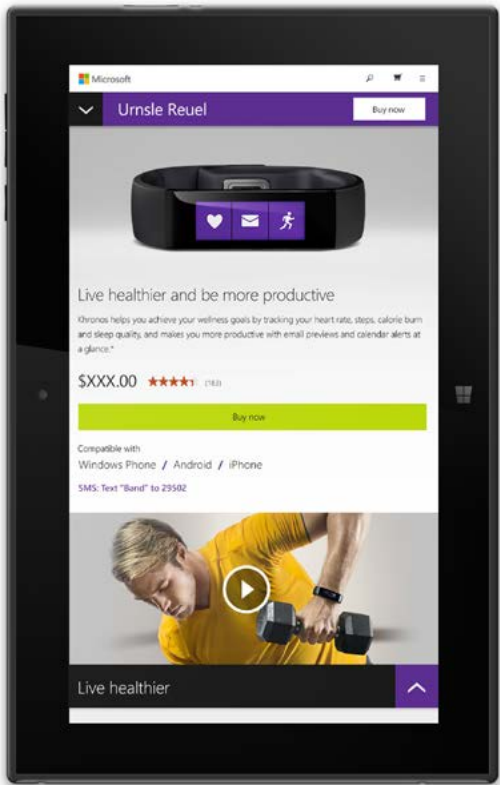 Microsoft
Urnsle Reuel
Buy now
Live healthier and be more productive
Khronos helps you achieve your wellness goals by tracking your heart rate, steps, calorie burn
and sleep quality, and makes you more productive with email previews and calendar alerts at
a glance.*
$XXX.00
Buy now
Compatible with
Windows Phone / Android / iPhone
SMS: Text "Band" to 29502
Live healthier